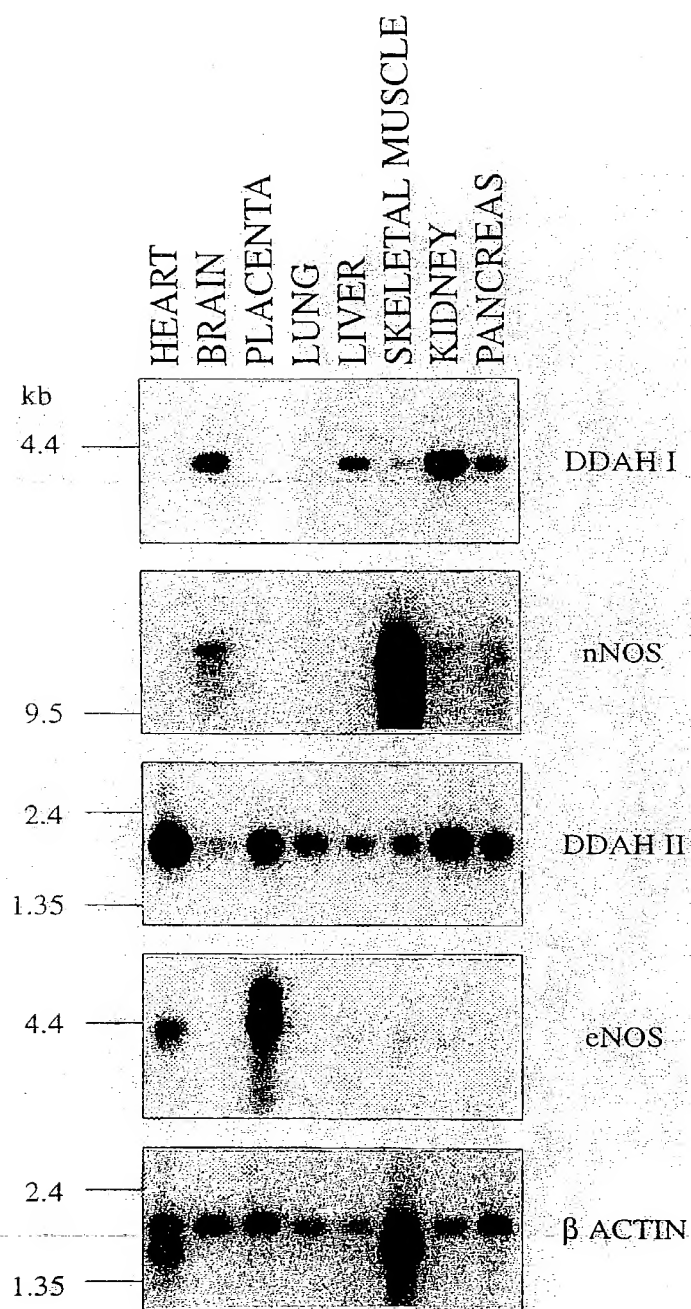 HEART
BRAIN
PLACENTA
LUNG
LIVER
SKELETAL MUSCLE
KIDNEY
PANCREAS
kb
4.4
DDAH I
nNOS
9.5
2.4
DDAH II
1.35
4.4
eNOS
2.4
β ACTIN
1.35